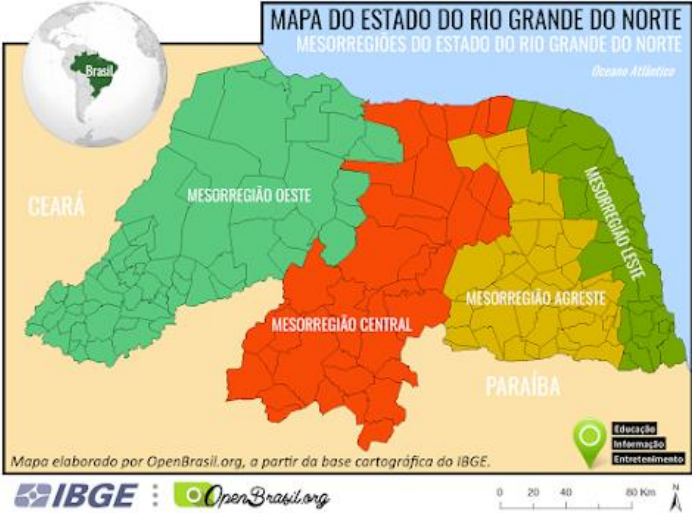 MAPA DO ESTADO DO RIO GRANDE DO NORTE
MESORREGIÕES DO ESTADO DO RIO GRANDE DO NORTE
Oceano Atlântico
Brasil
CEARÁ
MESORREGIÃO OESTE
MESORREGIÃO LESTE
MESORREGIÃO AGRESTE
MESORREGIÃO CENTRAL
PARAÍBA
Educação
Informação
Entretenimento
Mapa elaborado por OpenBrasil.org, a partir da base cartográfica do IBGE.
IBGE
OpenBrasil.org
0 20 40 80 Km
N